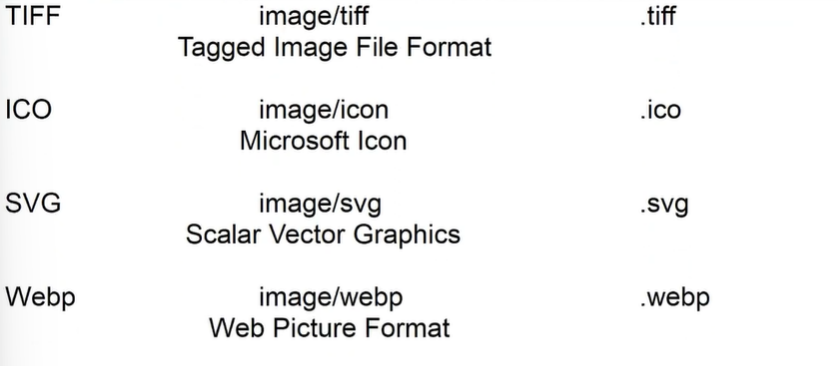 TIFF image/tiff .tiff
Tagged Image File Format
ICO image/icon .ico
Microsoft Icon
SVG image/svg .svg
Scalar Vector Graphics
Webp image/webp .webp
Web Picture Format